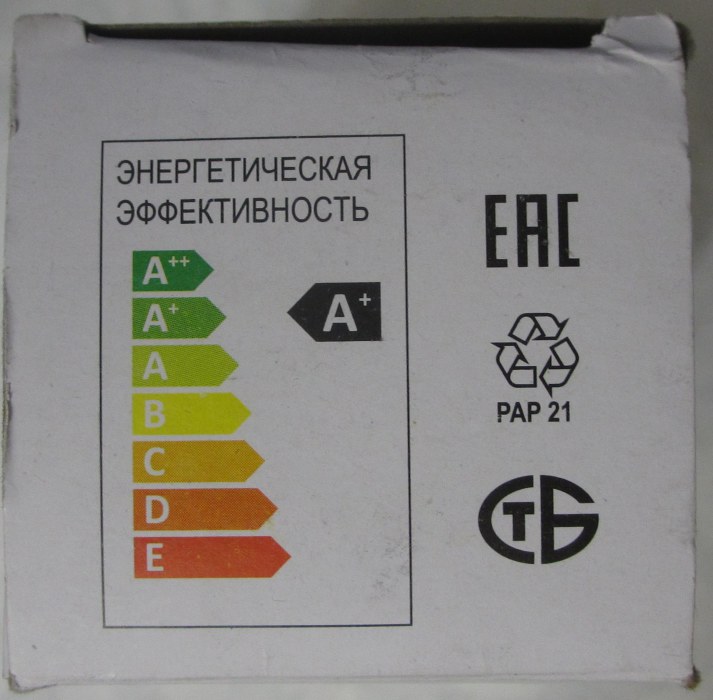 ЭНЕРГЕТИЧЕСКАЯ
ЭФФЕКТИВНОСТЬ
A++
A+
A+
A
B
C
D
E
EAC
PAP 21
СТБ